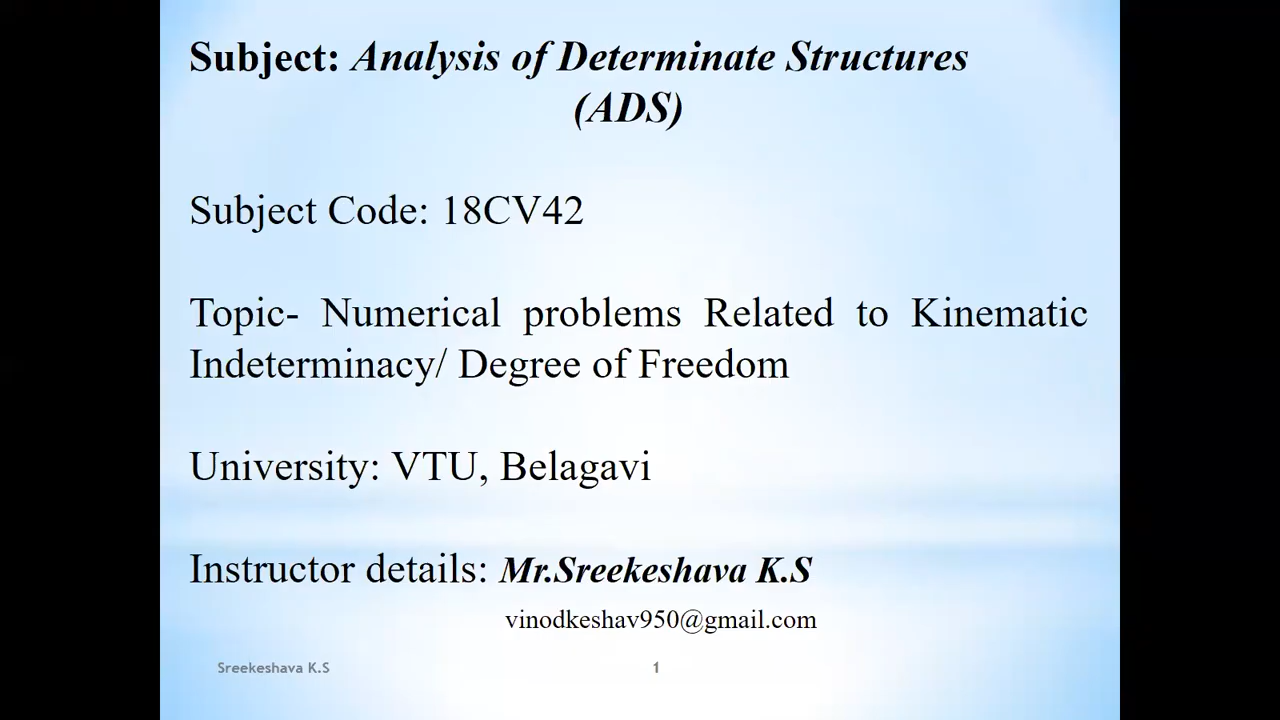 Subject: Analysis of Determinate Structures
(ADS)
Subject Code: 18CV42
Topic- Numerical problems Related to Kinematic
Indeterminacy/ Degree of Freedom
University: VTU, Belagavi
Instructor details: Mr.Sreekeshava K.S
vinodkeshav950@gmail.com
Sreekeshava K.S
1